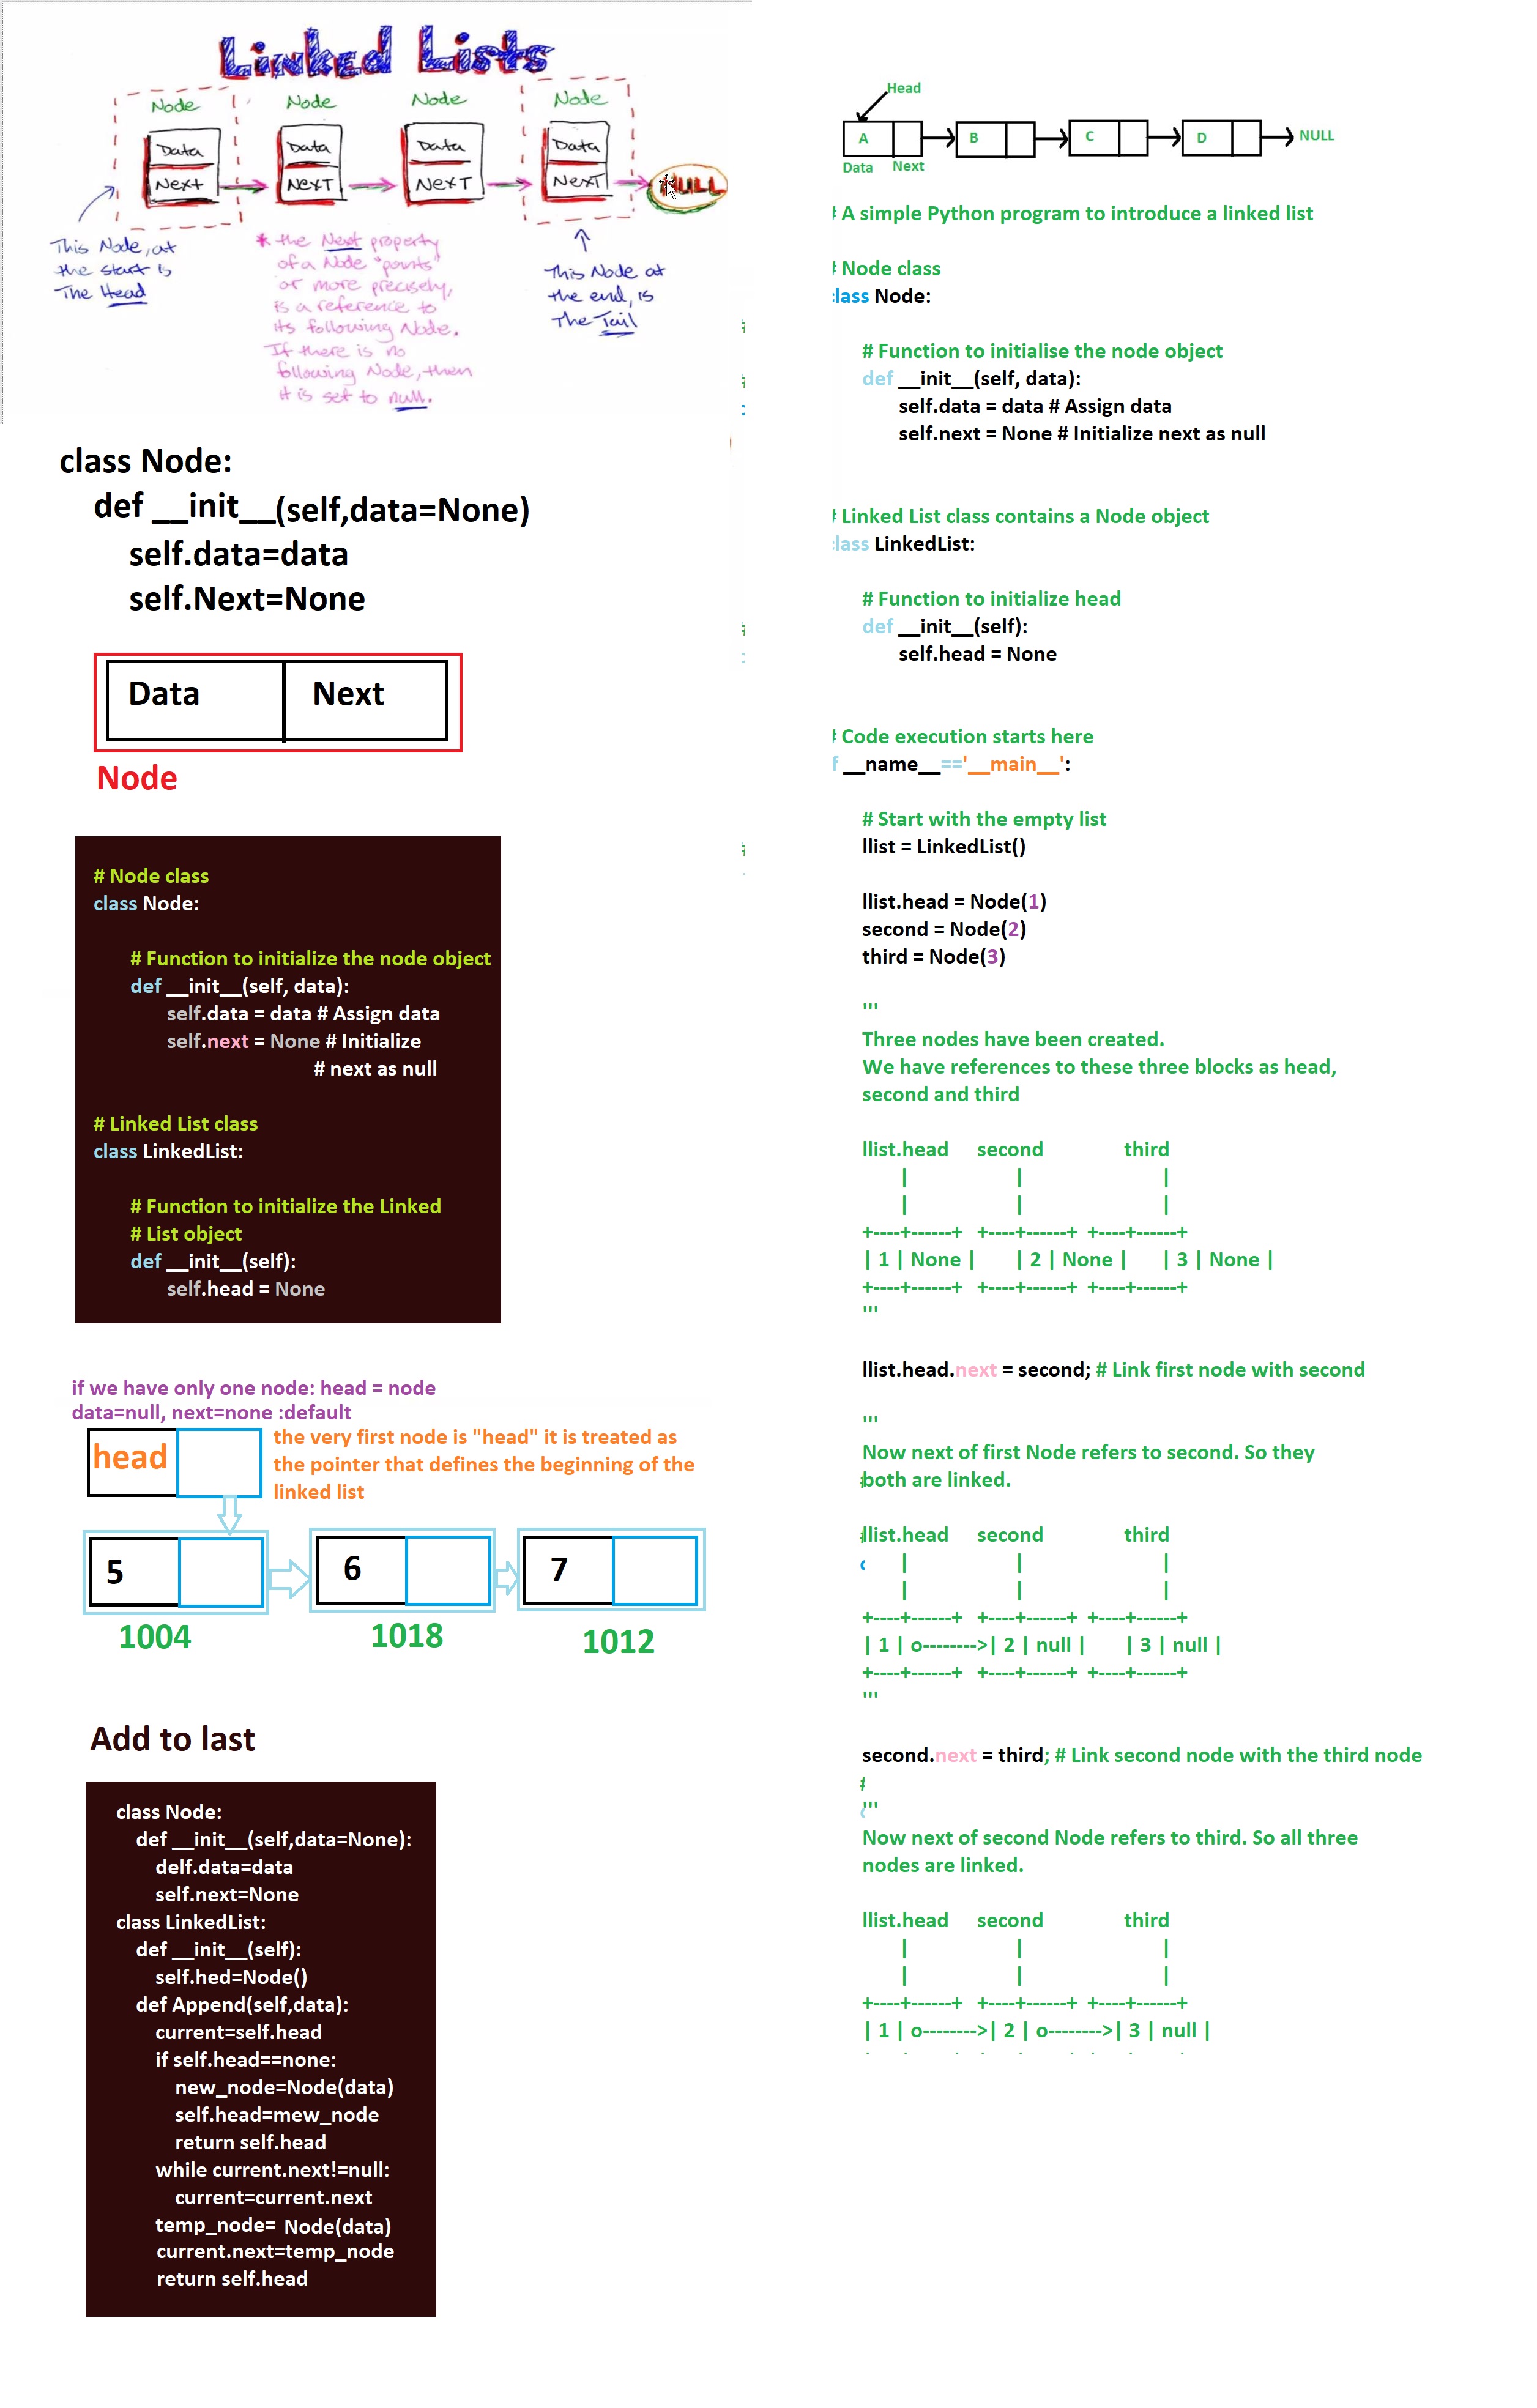 Linked Lists
Node Node Node Node
Data Data Data Data
Next NexT NexT NexT NULL
This Node, at
the start is
The Head
* the Next property
of a Node "points"
or more precisely,
is a reference to
its following Node.
If there is no
following Node, then
it is set to null.
This Node at
the end, is
The Tail
class Node:
def __init__(self,data=None)
self.data=data
self.Next=None
Data Next
Node
# Node class
class Node:
# Function to initialize the node object
def __init__(self, data):
self.data = data # Assign data
self.next = None # Initialize
# next as null
# Linked List class
class LinkedList:
# Function to initialize the Linked
# List object
def __init__(self):
self.head = None
if we have only one node: head = node
data=null, next=none :default
head
the very first node is "head" it is treated as
the pointer that defines the beginning of the
linked list
5 6 7
1004 1018 1012
Add to last
class Node:
def __init__(self,data=None):
delf.data=data
self.next=None
class LinkedList:
def __init__(self):
self.hed=Node()
def Append(self,data):
current=self.head
if self.head==none:
new_node=Node(data)
self.head=mew_node
return self.head
while current.next!=null:
current=current.next
temp_node= Node(data)
current.next=temp_node
return self.head
Head
A B C D NULL
Data Next
# A simple Python program to introduce a linked list
# Node class
lass Node:
# Function to initialise the node object
def __init__(self, data):
self.data = data # Assign data
self.next = None # Initialize next as null
# Linked List class contains a Node object
lass LinkedList:
# Function to initialize head
def __init__(self):
self.head = None
# Code execution starts here
f __name__=='__main__':
# Start with the empty list
llist = LinkedList()
llist.head = Node(1)
second = Node(2)
third = Node(3)
'''
Three nodes have been created.
We have references to these three blocks as head,
second and third
llist.head second third
| | |
| | |
+----+------+ +----+------+ +----+------+
| 1 | None | | 2 | None | | 3 | None |
+----+------+ +----+------+ +----+------+
'''
llist.head.next = second; # Link first node with second
'''
Now next of first Node refers to second. So they
both are linked.
llist.head second third
| | |
| | |
+----+------+ +----+------+ +----+------+
| 1 | o-------->| 2 | null | | 3 | null |
+----+------+ +----+------+ +----+------+
'''
second.next = third; # Link second node with the third node
'''
Now next of second Node refers to third. So all three
nodes are linked.
llist.head second third
| | |
| | |
+----+------+ +----+------+ +----+------+
| 1 | o-------->| 2 | o-------->| 3 | null |